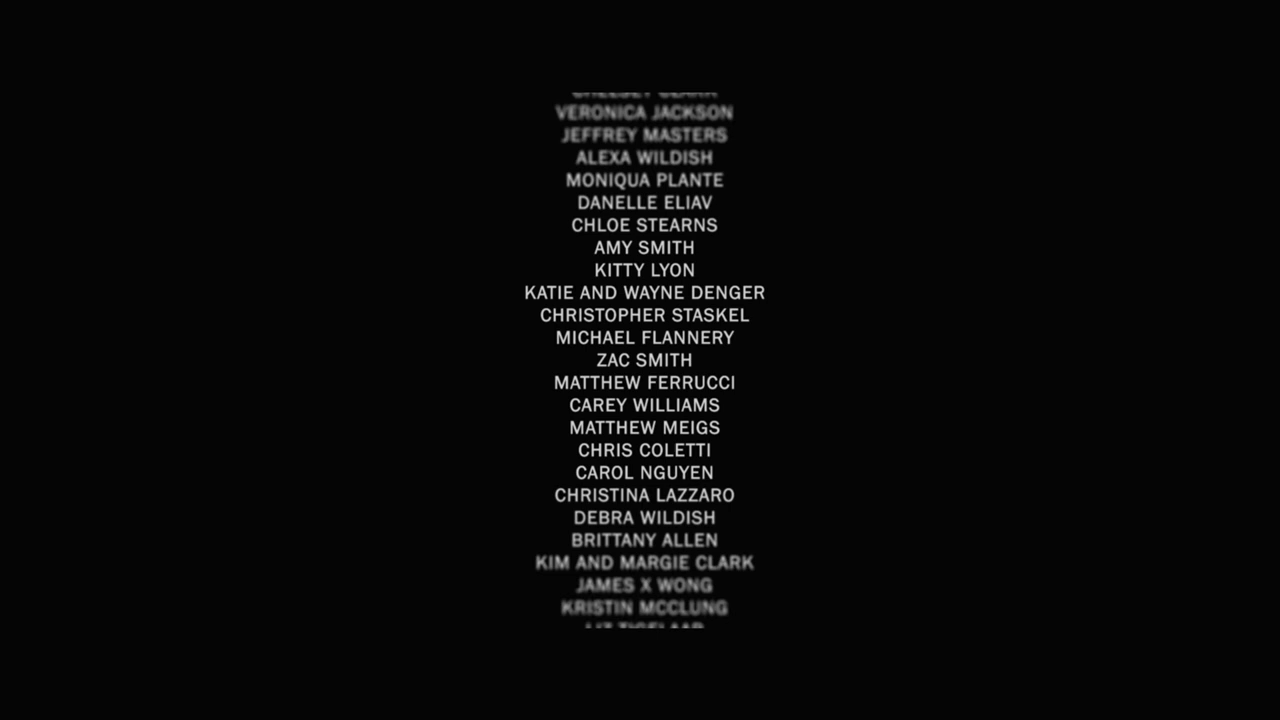 VERONICA JACKSON
JEFFREY MASTERS
ALEXA WILDISH
MONIQUA PLANTE
DANELLE ELIAV
CHLOE STEARNS
AMY SMITH
KITTY LYON
KATIE AND WAYNE DENGER
CHRISTOPHER STASKEL
MICHAEL FLANNERY
ZAC SMITH
MATTHEW FERRUCCI
CAREY WILLIAMS
MATTHEW MEIGS
CHRIS COLETTI
CAROL NGUYEN
CHRISTINA LAZZARO
DEBRA WILDISH
BRITTANY ALLEN
KIM AND MARGIE CLARK
JAMES X WONG
KRISTIN MCCLUNG